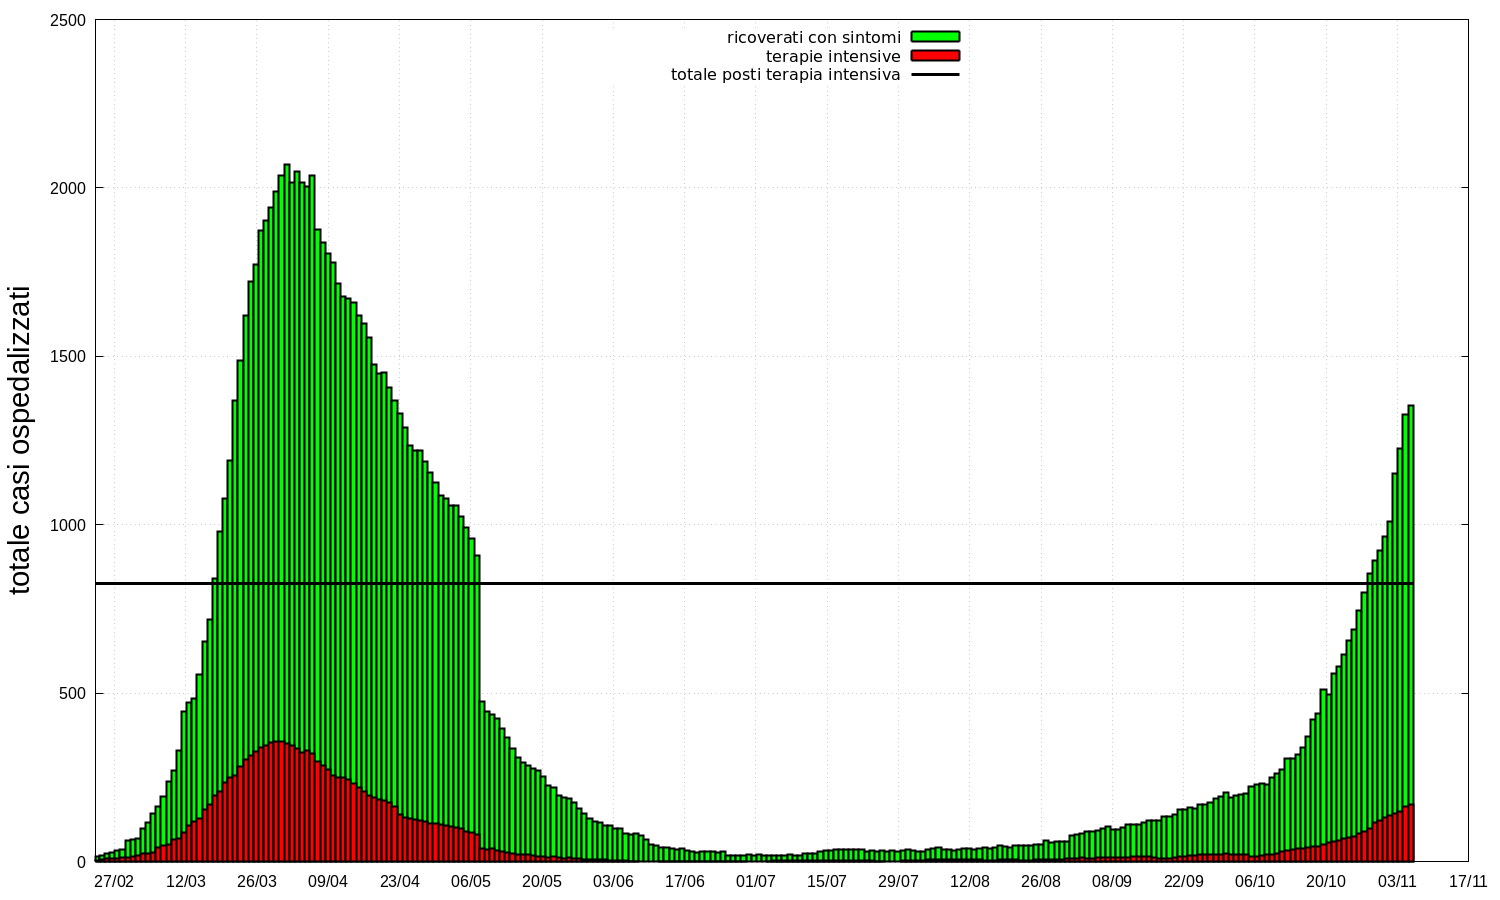 ricoverati con sintomi
terapie intensive
totale posti terapia intensiva
totale casi ospedalizzati
2500
2000
1500
1000
500
0
27/02 12/03 26/03 09/04 23/04 06/05 20/05 03/06 17/06 01/07 15/07 29/07 12/08 26/08 08/09 22/09 06/10 20/10 03/11 17/11